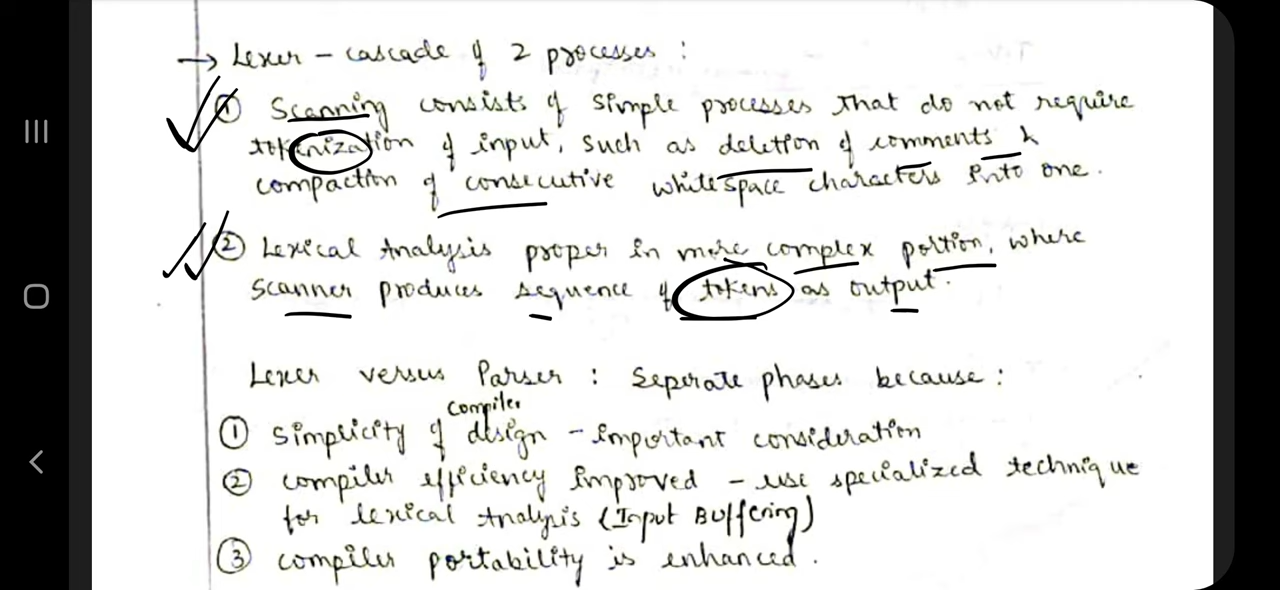 → Lexer - cascade of 2 processes :
① Scanning consists of simple processes that do not require
tokenization of input, such as deletion of comments &
compaction of consecutive whitespace characters into one.
② Lexical Analysis proper in more complex portion, where
scanner produces sequence of tokens as output.
Lexer versus Parser : Seperate phases because :
① Simplicity of compiler design - important consideration
② compiler efficiency improved - use specialized technique
for lexical Analysis (Input Buffering)
③ compiler portability is enhanced.